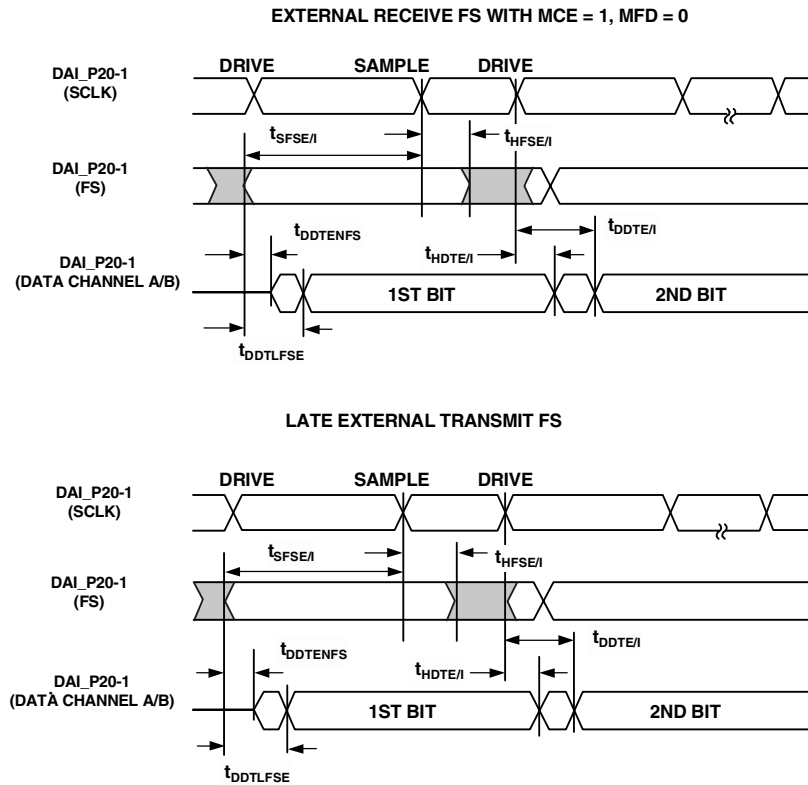 EXTERNAL RECEIVE FS WITH MCE = 1, MFD = 0
DRIVE SAMPLE DRIVE
DAI_P20-1
(SCLK)
tSFSE/I
tHFSE/I
DAI_P20-1
(FS)
tDDTE/I
tDDTENFS
tHDTE/I
DAI_P20-1
(DATA CHANNEL A/B)
1ST BIT 2ND BIT
tDDTLFSE
LATE EXTERNAL TRANSMIT FS
DRIVE SAMPLE DRIVE
DAI_P20-1
(SCLK)
tSFSE/I
tHFSE/I
DAI_P20-1
(FS)
tDDTE/I
tDDTENFS
tHDTE/I
DAI_P20-1
(DATA CHANNEL A/B)
1ST BIT 2ND BIT
tDDTLFSE